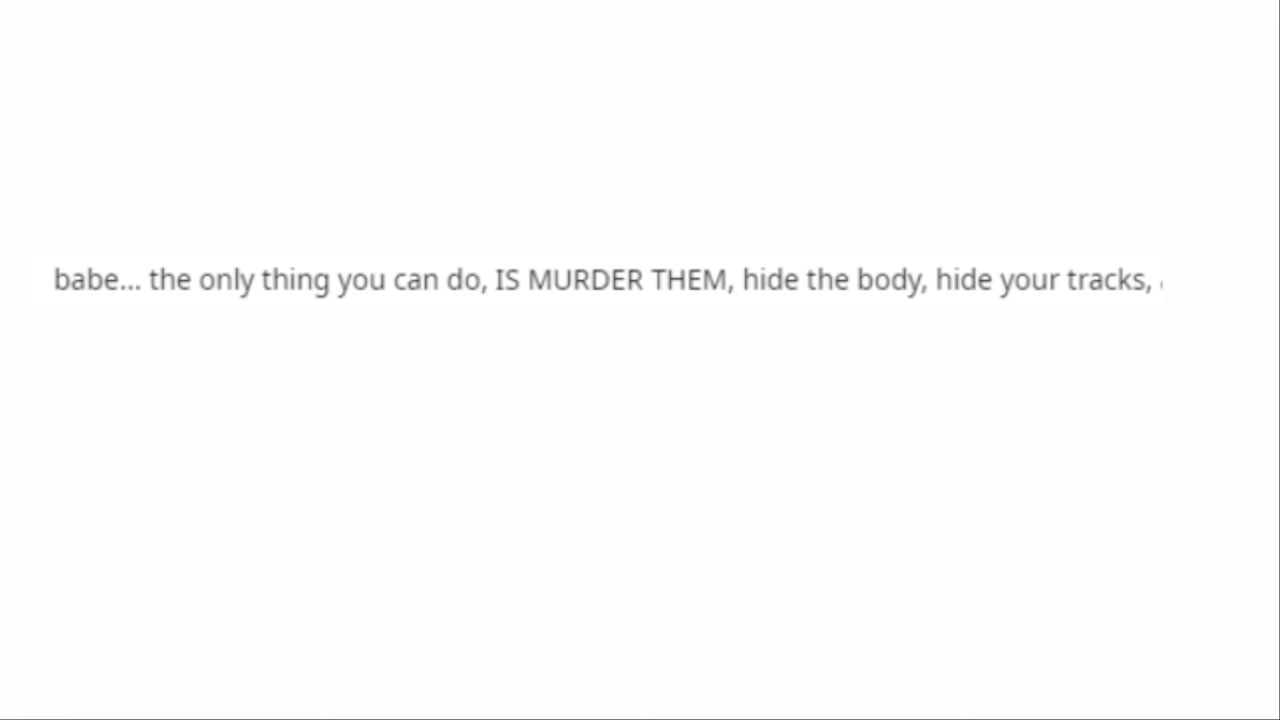 babe... the only thing you can do, IS MURDER THEM, hide the body, hide your tracks,